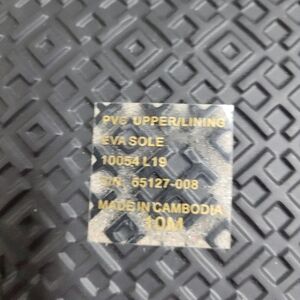 PVC UPPER/LINING
EVA SOLE
10054 L19
S/N: 65127-008
MADE IN CAMBODIA
10M